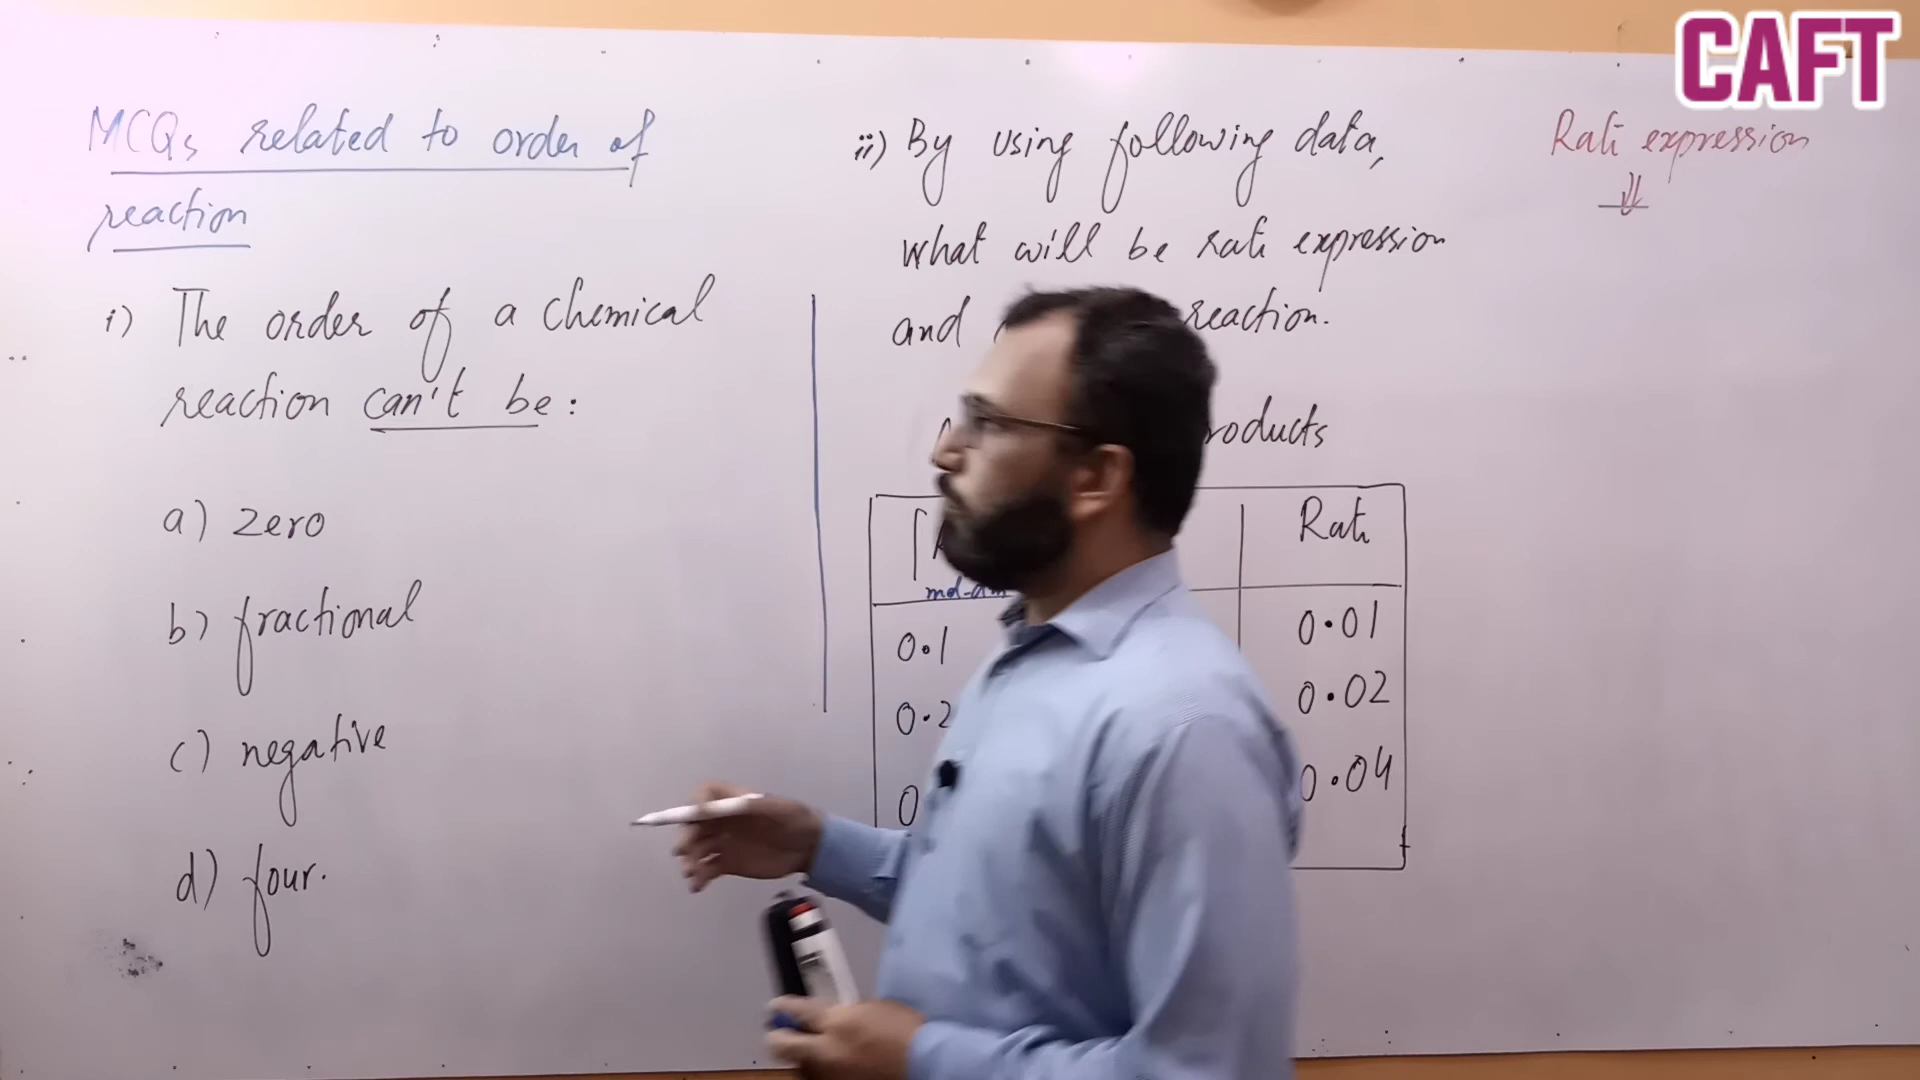 CAFT
MCQs related to order of
reaction
i) The order of a chemical
reaction can't be:
a) zero
b) fractional
c) negative
d) four.
ii) By using following data,
what will be rate expression
and reaction.
Rate
0.1 0.01
0.2 0.02
0.04
Rate expression